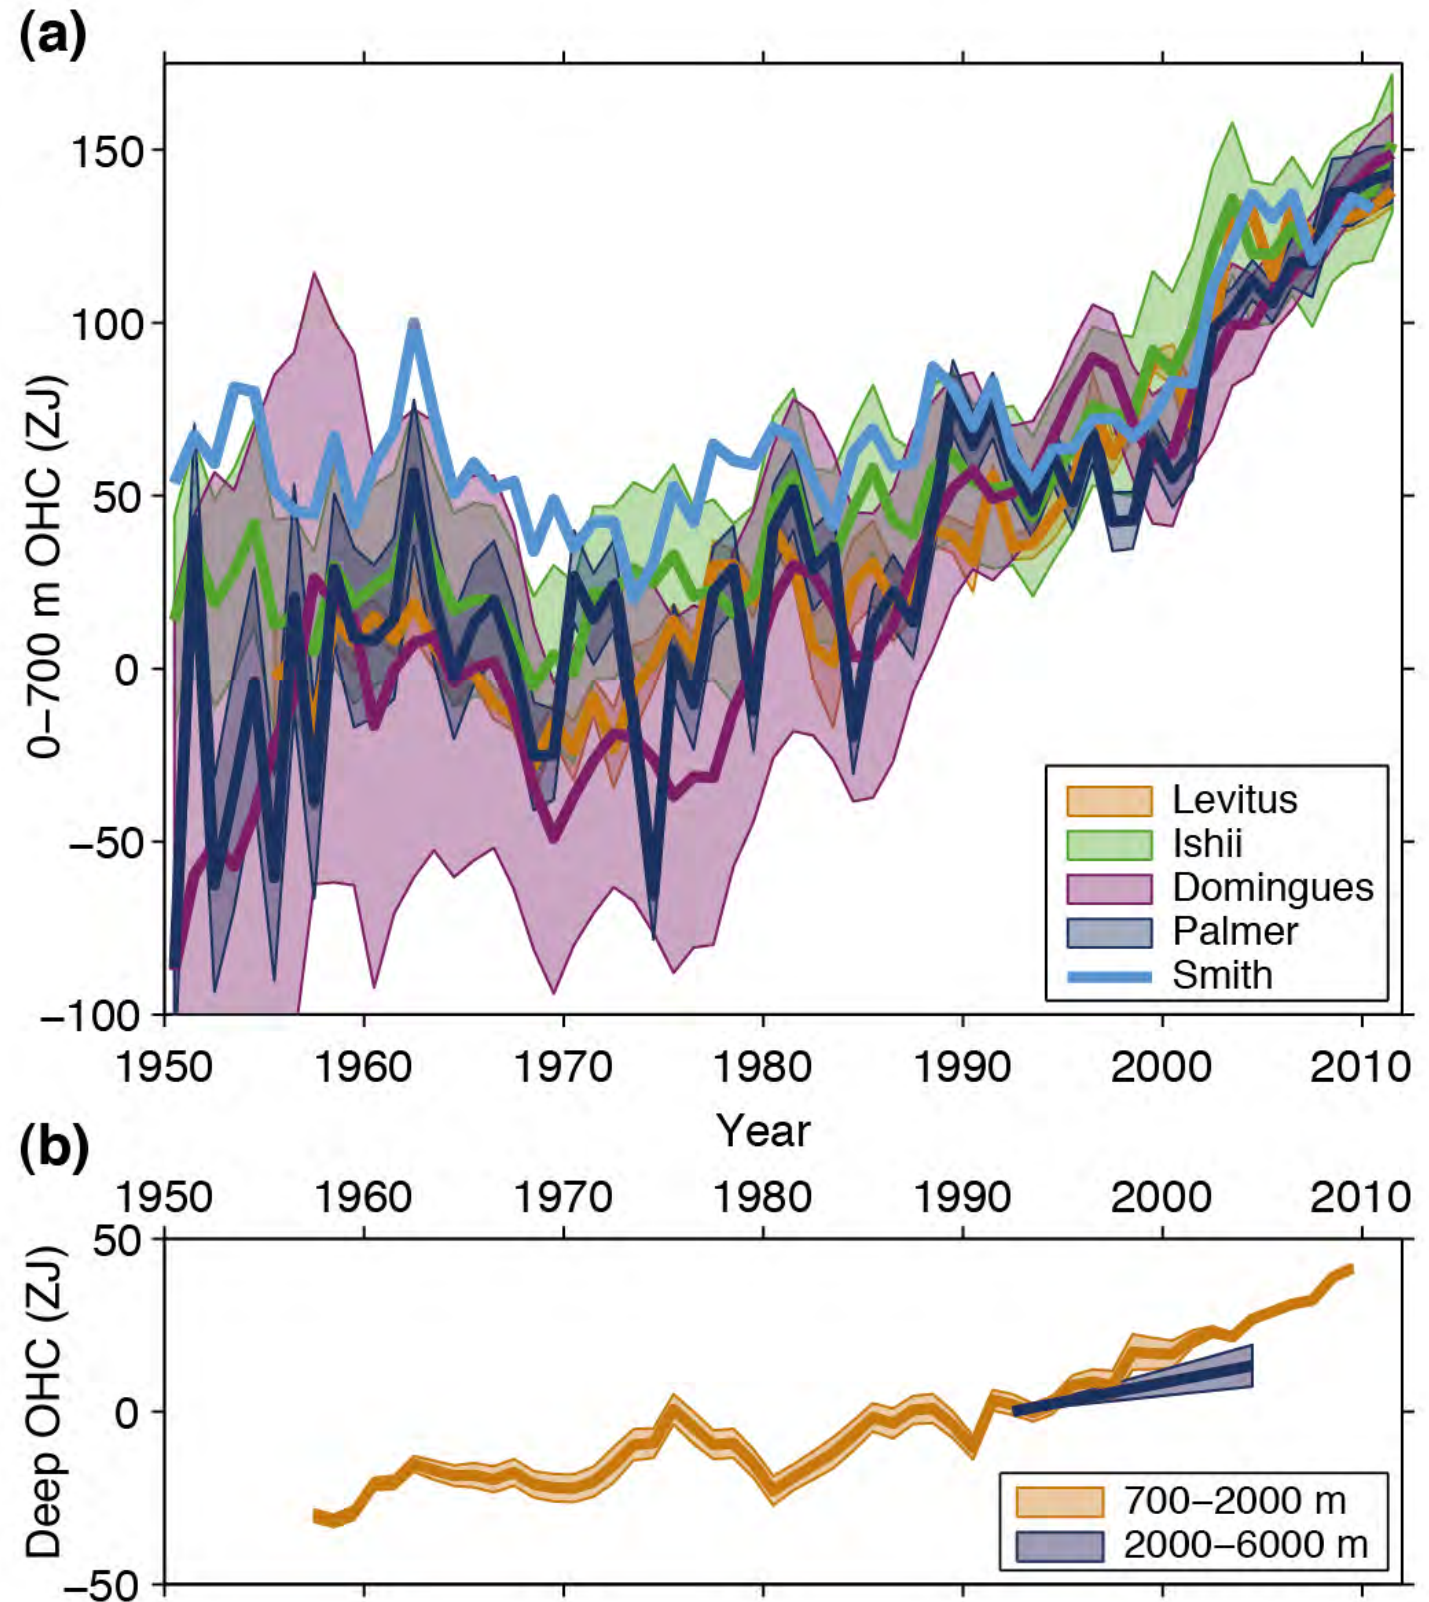 (a)
150
100
50
0
−50
−100
0−700 m OHC (ZJ)
Levitus
Ishii
Domingues
Palmer
Smith
1950 1960 1970 1980 1990 2000 2010
Year
(b)
1950 1960 1970 1980 1990 2000 2010
50
0
−50
Deep OHC (ZJ)
700−2000 m
2000−6000 m